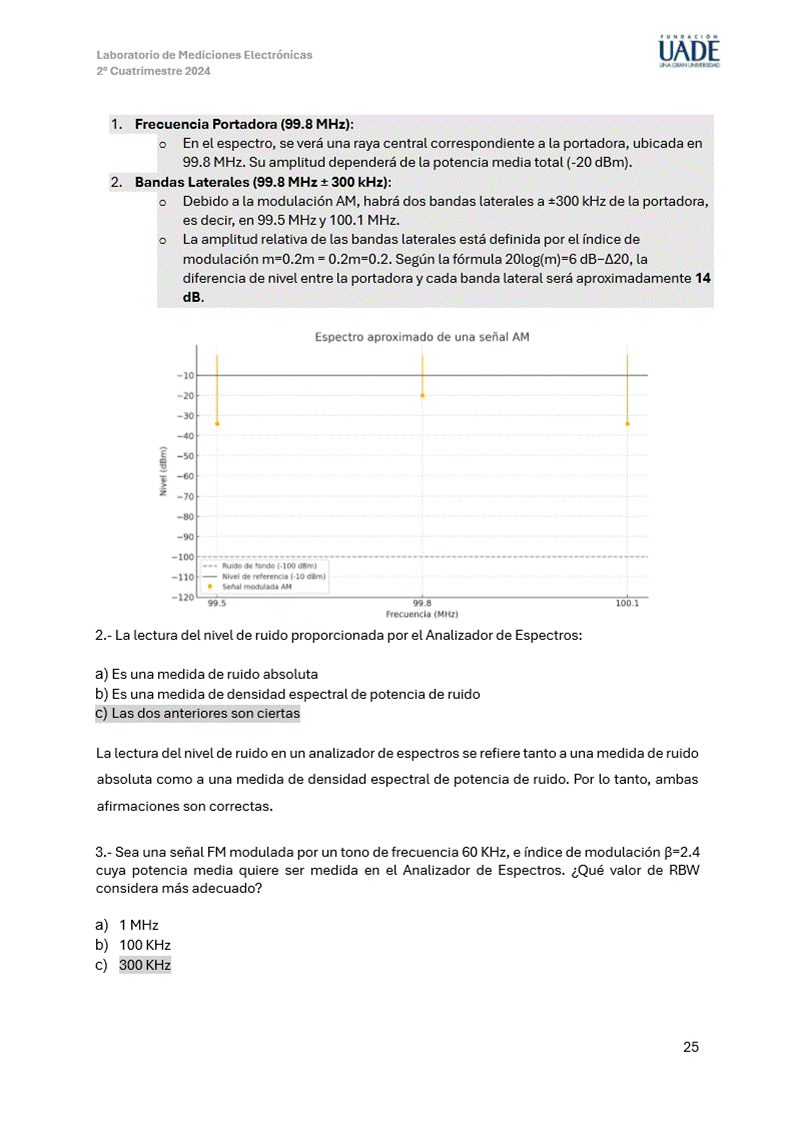 Laboratorio de Mediciones Electrónicas
2° Cuatrimestre 2024
FUNDACIÓN
UADE
UNA GRAN UNIVERSIDAD
1. Frecuencia Portadora (99.8 MHz):
o En el espectro, se verá una raya central correspondiente a la portadora, ubicada en
99.8 MHz. Su amplitud dependerá de la potencia media total (-20 dBm).
2. Bandas Laterales (99.8 MHz ± 300 kHz):
o Debido a la modulación AM, habrá dos bandas laterales a ±300 kHz de la portadora,
es decir, en 99.5 MHz y 100.1 MHz.
o La amplitud relativa de las bandas laterales está definida por el índice de
modulación m=0.2m = 0.2m=0.2. Según la fórmula 20log(m)=6 dB−Δ20, la
diferencia de nivel entre la portadora y cada banda lateral será aproximadamente 14
dB.
Espectro aproximado de una señal AM
Nivel (dBm)
−10
−20
−30
−40
−50
−60
−70
−80
−90
−100
−110
−120
Ruido de fondo (-100 dBm)
Nivel de referencia (-10 dBm)
Señal modulada AM
99.5 99.8 100.1
Frecuencia (MHz)
2.- La lectura del nivel de ruido proporcionada por el Analizador de Espectros:
a) Es una medida de ruido absoluta
b) Es una medida de densidad espectral de potencia de ruido
c) Las dos anteriores son ciertas
La lectura del nivel de ruido en un analizador de espectros se refiere tanto a una medida de ruido
absoluta como a una medida de densidad espectral de potencia de ruido. Por lo tanto, ambas
afirmaciones son correctas.
3.- Sea una señal FM modulada por un tono de frecuencia 60 KHz, e índice de modulación β=2.4
cuya potencia media quiere ser medida en el Analizador de Espectros. ¿Qué valor de RBW
considera más adecuado?
a) 1 MHz
b) 100 KHz
c) 300 KHz
25